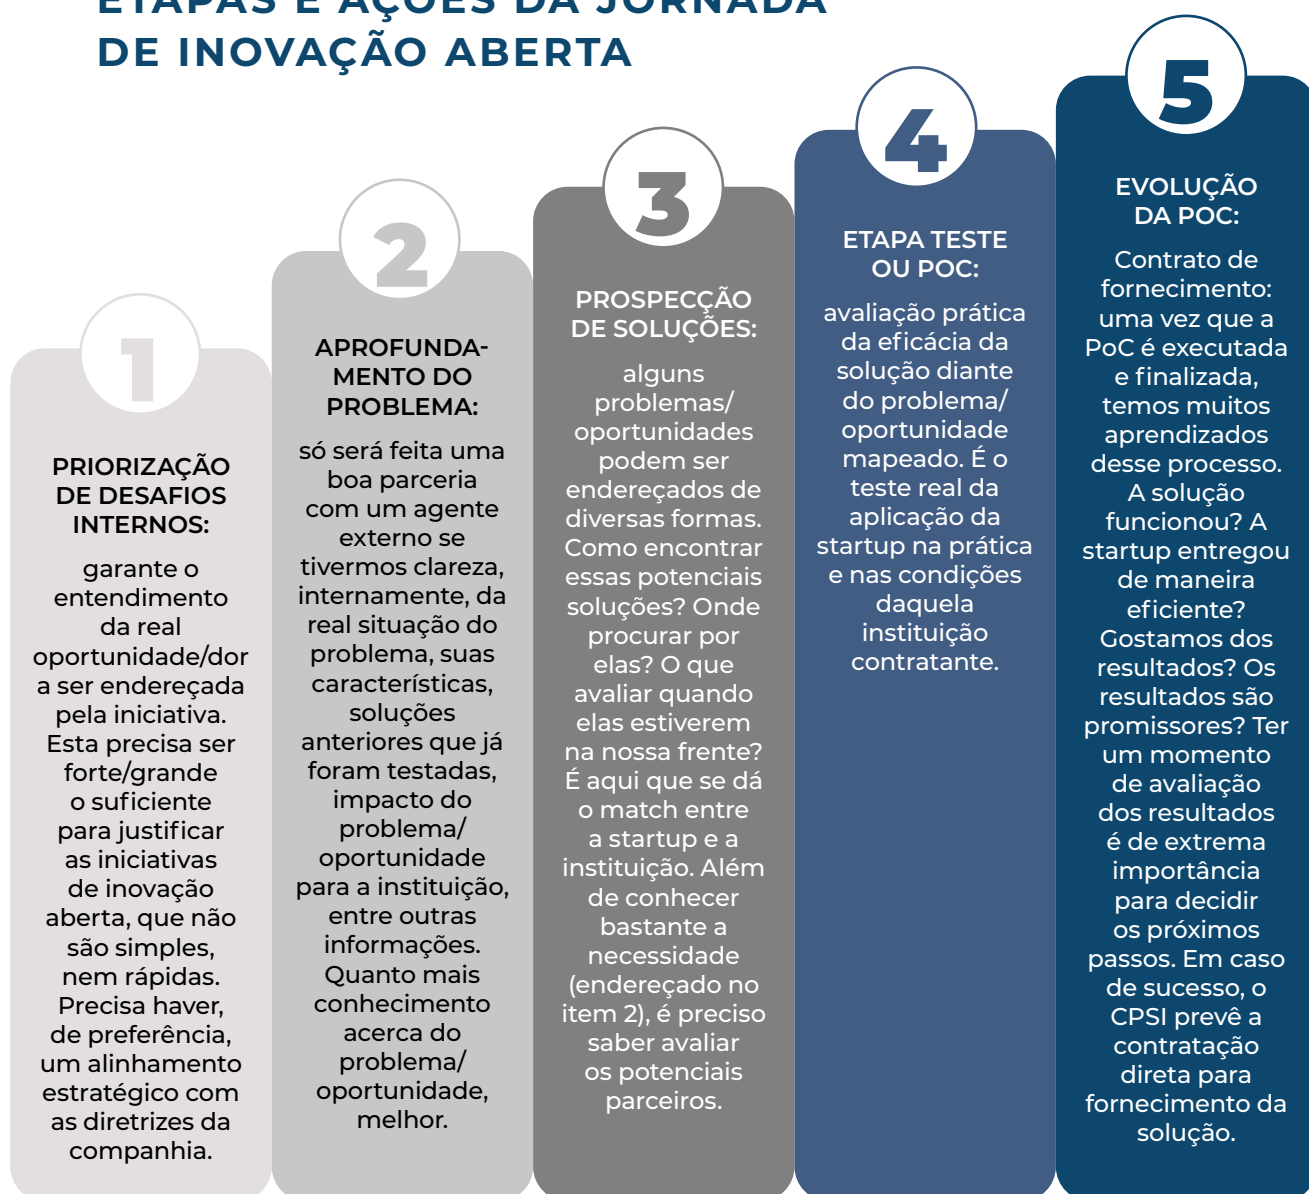 ETAPAS E AÇÕES DA JORNADA
DE INOVAÇÃO ABERTA
1
PRIORIZAÇÃO
DE DESAFIOS
INTERNOS:
garante o
entendimento
da real
oportunidade/dor
a ser endereçada
pela iniciativa.
Esta precisa ser
forte/grande
o suficiente
para justificar
as iniciativas
de inovação
aberta, que não
são simples,
nem rápidas.
Precisa haver,
de preferência,
um alinhamento
estratégico com
as diretrizes da
companhia.
2
APROFUNDA-
MENTO DO
PROBLEMA:
só será feita uma
boa parceria
com um agente
externo se
tivermos clareza,
internamente, da
real situação do
problema, suas
características,
soluções
anteriores que já
foram testadas,
impacto do
problema/
oportunidade
para a instituição,
entre outras
informações.
Quanto mais
conhecimento
acerca do
problema/
oportunidade,
melhor.
3
PROSPECÇÃO
DE SOLUÇÕES:
alguns
problemas/
oportunidades
podem ser
endereçados de
diversas formas.
Como encontrar
essas potenciais
soluções? Onde
procurar por
elas? O que
avaliar quando
elas estiverem
na nossa frente?
É aqui que se dá
o match entre
a startup e a
instituição. Além
de conhecer
bastante a
necessidade
(endereçado no
item 2), é preciso
saber avaliar
os potenciais
parceiros.
4
ETAPA TESTE
OU POC:
avaliação prática
da eficácia da
solução diante
do problema/
oportunidade
mapeado. É o
teste real da
aplicação da
startup na prática
e nas condições
daquela
instituição
contratante.
5
EVOLUÇÃO
DA POC:
Contrato de
fornecimento:
uma vez que a
PoC é executada
e finalizada,
temos muitos
aprendizados
desse processo.
A solução
funcionou? A
startup entregou
de maneira
eficiente?
Gostamos dos
resultados? Os
resultados são
promissores? Ter
um momento
de avaliação
dos resultados
é de extrema
importância
para decidir
os próximos
passos. Em caso
de sucesso, o
CPSI prevê a
contratação
direta para
fornecimento da
solução.